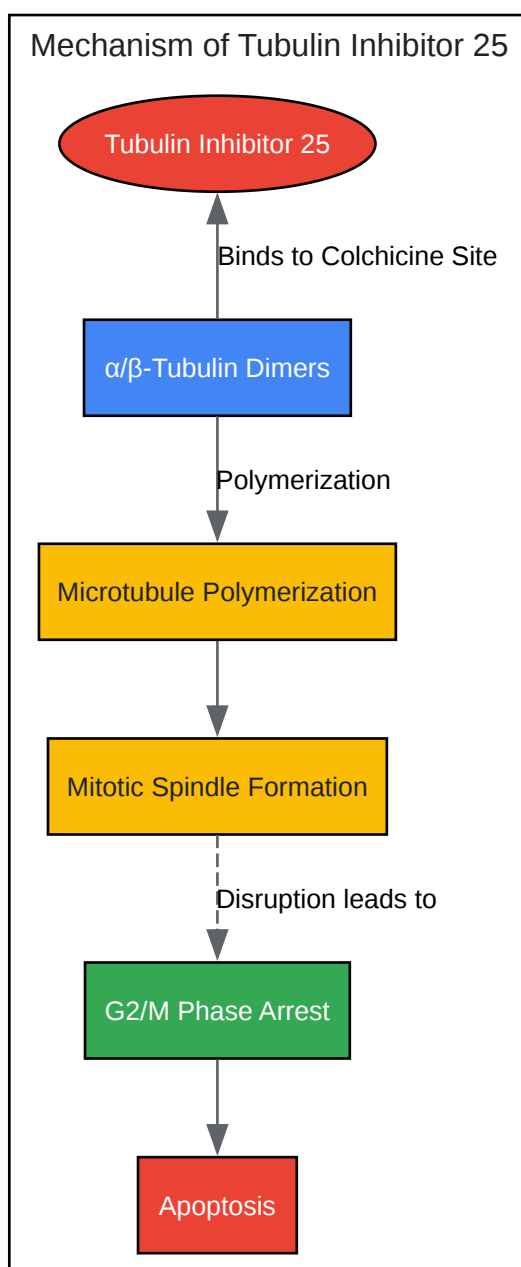 Mechanism of Tubulin Inhibitor 25
Tubulin Inhibitor 25
Binds to Colchicine Site
α/β-Tubulin Dimers
Polymerization
Microtubule Polymerization
Mitotic Spindle Formation
Disruption leads to
G2/M Phase Arrest
Apoptosis